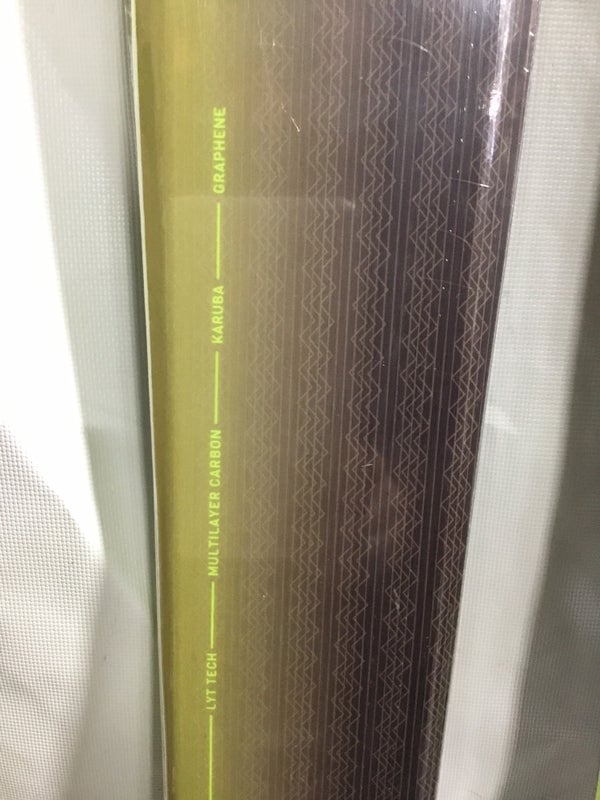 LYT TECH — MULTILAYER CARBON — KARUBA — GRAPHENE